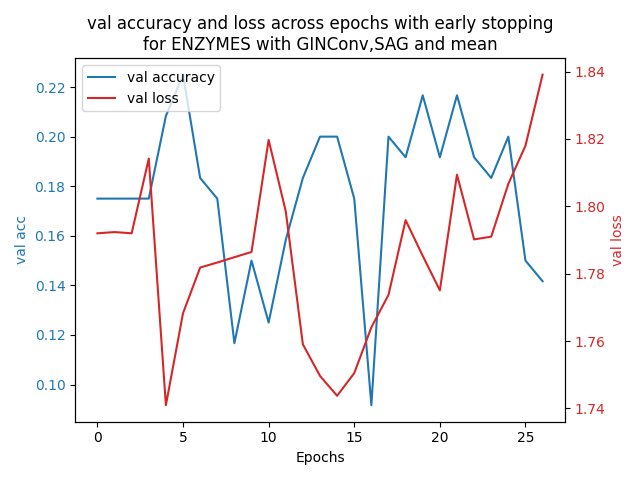 val accuracy and loss across epochs with early stopping
for ENZYMES with GINConv,SAG and mean
val accuracy
val loss
0.22
0.20
0.18
0.16
0.14
0.12
0.10
val acc
1.84
1.82
1.80
1.78
1.76
1.74
val loss
0
5
10
15
20
25
Epochs